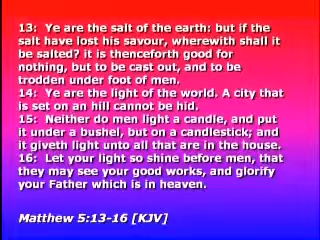 13:  Ye are the salt of the earth: but if the
salt have lost his savour, wherewith shall it
be salted? it is thenceforth good for
nothing, but to be cast out, and to be
trodden under foot of men.
14:  Ye are the light of the world. A city that
is set on an hill cannot be hid.
15:  Neither do men light a candle, and put
it under a bushel, but on a candlestick; and
it giveth light unto all that are in the house.
16:  Let your light so shine before men, that
they may see your good works, and glorify
your Father which is in heaven.
Matthew 5:13-16 [KJV]